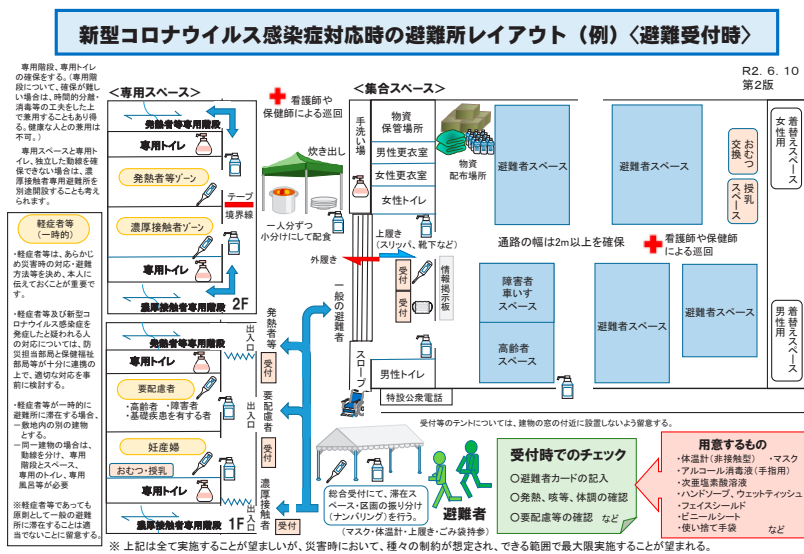 新型コロナウイルス感染症対応時の避難所レイアウト（例）〈避難受付時〉
R2. 6. 10
第2版
専用階段、専用トイレ
の確保をする。（専用階
段について、確保が難し
い場合は、時間的分離・
消毒等の工夫をした上
で兼用することもあり得
る。健康な人との兼用は
不可。）
専用スペースと専用ト
イレ、独立した動線を確
保できない場合は、濃
厚接触者専用避難所を
別途開設することも考え
られます。
軽症者等
（一時的）
・軽症者等は、あらかじ
め災害時の対応・避難
方法等を決め、本人に
伝えておくことが重要で
す。
・軽症者等及び新型コ
ロナウイルス感染症を
発症したと疑われる人
の対応については、防
災担当部局と保健福祉
部局等が十分に連携の
上で、適切な対応を事
前に検討する。
・軽症者等が一時的に
避難所に滞在する場合、
－敷地内の別の建物
とする。
－同一建物の場合は、
動線を分け、専用
階段とスペース、
専用のトイレ、専用
風呂等が必要
※軽症者等であっても
原則として一般の避難
所に滞在することは適
当でないことに留意する。
＜専用スペース＞
発熱者等専用階段
専用トイレ
発熱者等ゾーン
濃厚接触者ゾーン
専用トイレ
濃厚接触者専用階段
2F
テープ
境界線
発熱者等専用階段
専用トイレ
要配慮者
・高齢者 ・障害者
・基礎疾患を有する者
妊産婦
おむつ・授乳
専用トイレ
濃厚接触者専用階段
1F
出入口
出入口
出入口
発熱者等
受付
要配慮者
受付
濃厚接触者
受付
看護師や
保健師による巡回
炊き出し
一人分ずつ
小分けにして配食
一般の避難者
＜集合スペース＞
手洗い場
物資
保管場所
男性更衣室
女性更衣室
女性トイレ
物資
配布場所
上履き
（スリッパ、靴下など）
外履き
受付
受付
情報掲示板
スロープ
男性トイレ
特設公衆電話
避難者スペース
避難者スペース
おむつ
交換
授乳
スペース
着替えスペース
女性用
通路の幅は2m以上を確保
看護師や保健師
による巡回
障害者
車いす
スペース
高齢者
スペース
避難者スペース
避難者スペース
着替えスペース
男性用
受付等のテントについては、建物の窓の付近に設置しないよう留意する。
総合受付にて、滞在
スペース・区画の振り分け
（ナンバリング）を行う。
避難者
（マスク・体温計・上履き・ごみ袋持参）
受付時でのチェック
○避難者カードの記入
○発熱、咳等、体調の確認
○要配慮等の確認 など
用意するもの
・体温計（非接触型） ・マスク
・アルコール消毒液（手指用）
・次亜塩素酸溶液
・ハンドソープ、ウェットティッシュ
・フェイスシールド
・ビニールシート
・使い捨て手袋 など
※ 上記は全て実施することが望ましいが、災害時において、種々の制約が想定され、できる範囲で最大限実施することが望まれる。